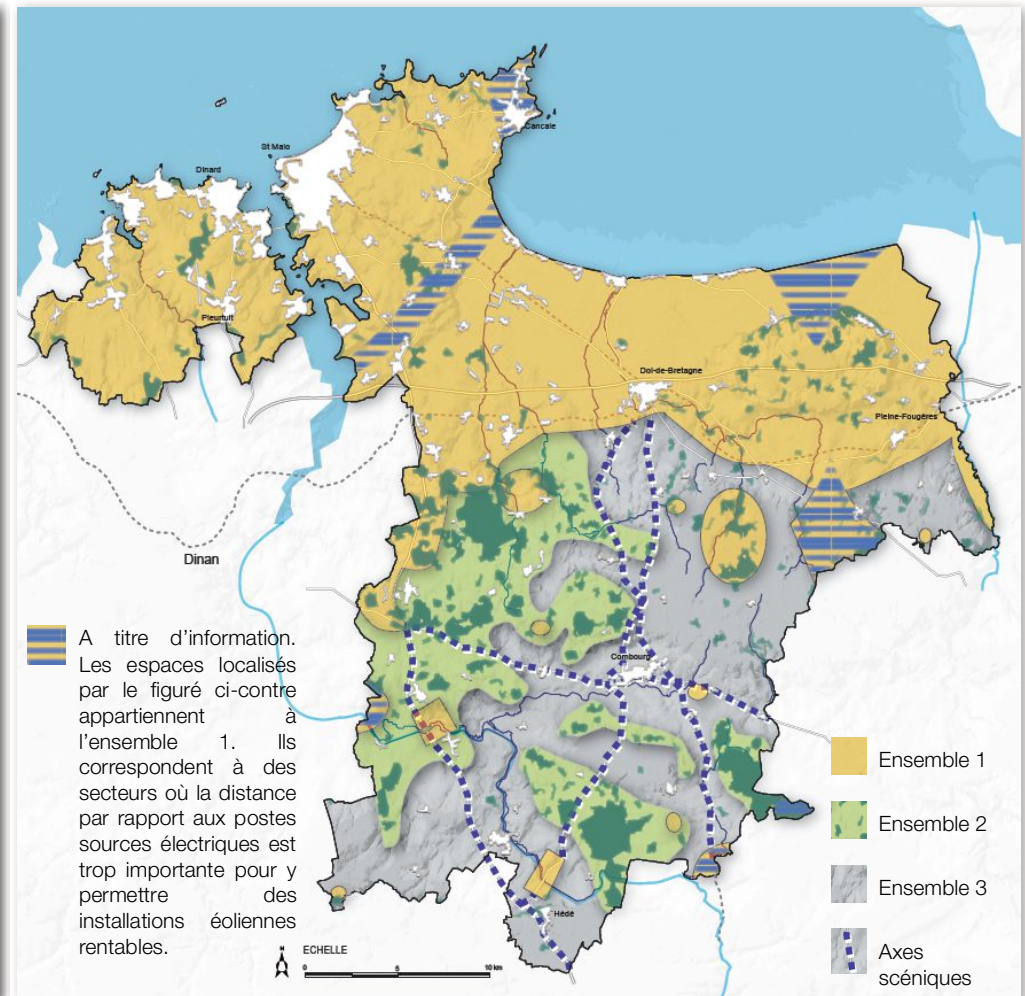 Cancale
St Malo
Dinard
Pleurtuit
Dol-de-Bretagne
Pleine-Fougères
Dinan
Combourg
Hédé
A titre d'information.
Les espaces localisés
par le figuré ci-contre
appartiennent à
l'ensemble 1. Ils
correspondent à des
secteurs où la distance
par rapport aux postes
sources électriques est
trop importante pour y
permettre des
installations éoliennes
rentables.
Ensemble 1
Ensemble 2
Ensemble 3
Axes
scéniques
N
ECHELLE
0 5 10 km